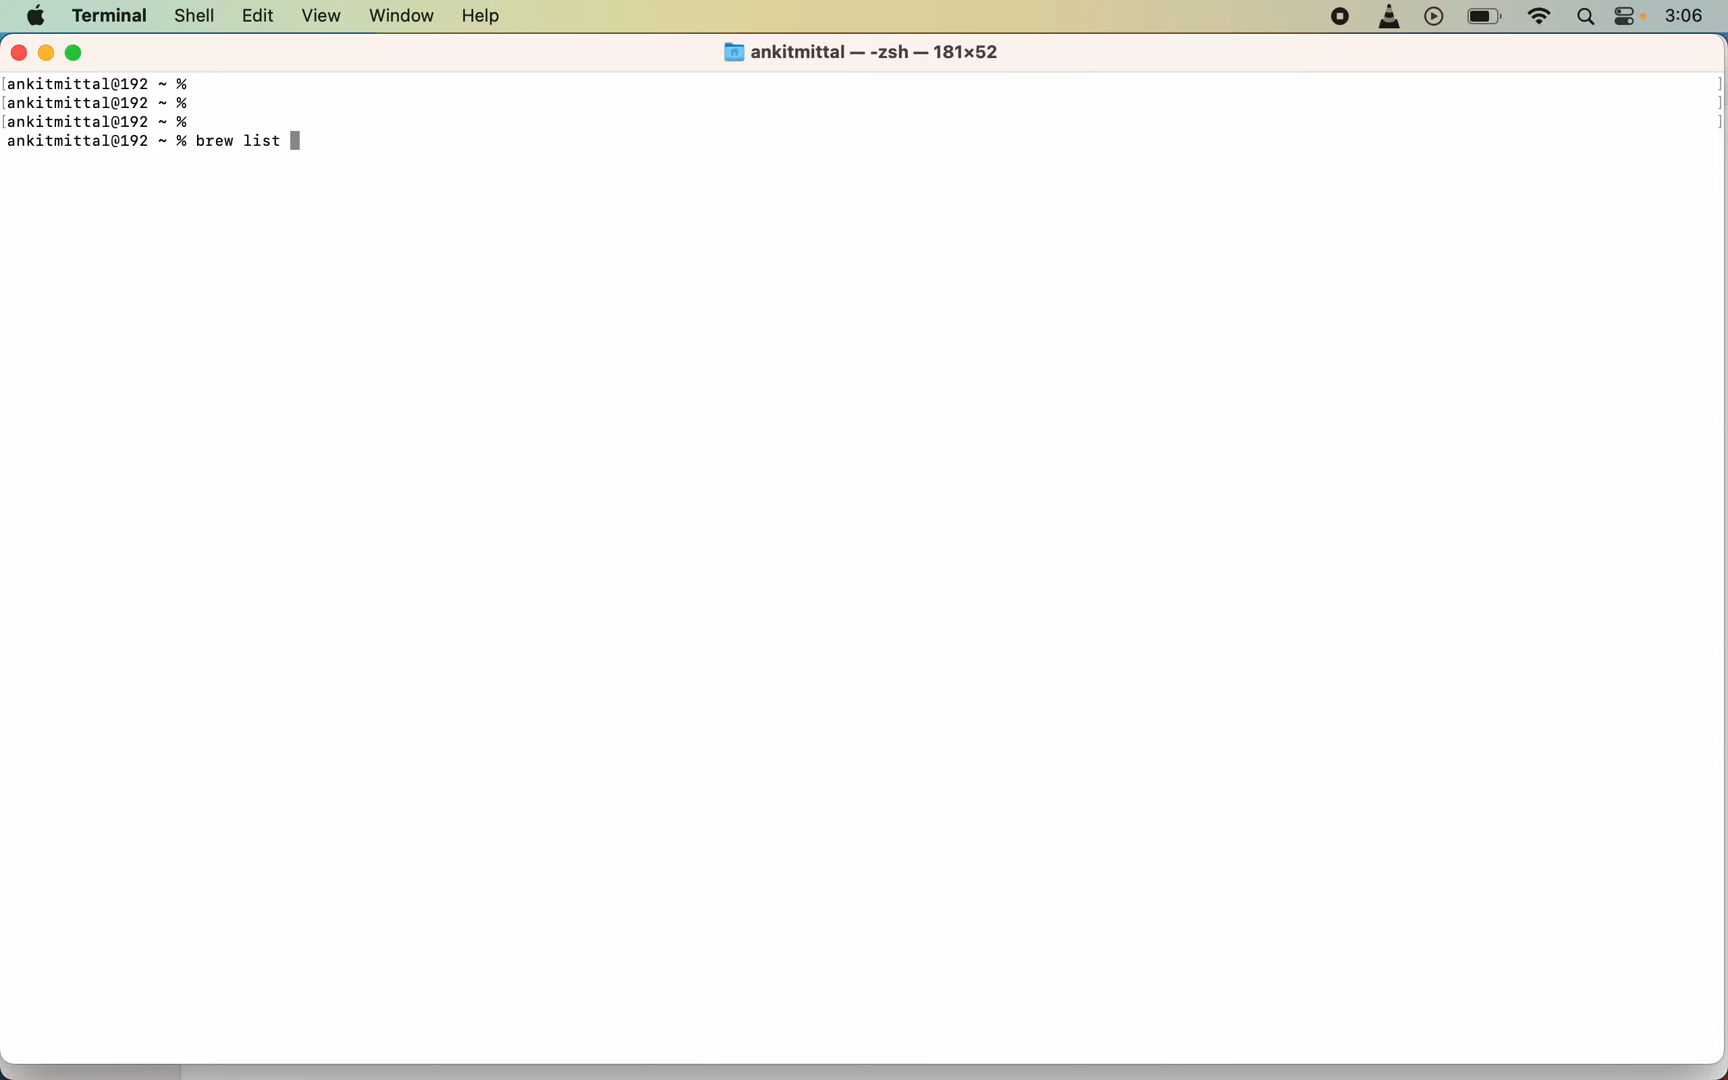 Terminal Shell Edit View Window Help 3:06
ankitmittal — -zsh — 181×52
[ankitmittal@192 ~ % ]
[ankitmittal@192 ~ % ]
[ankitmittal@192 ~ % ]
ankitmittal@192 ~ % brew list